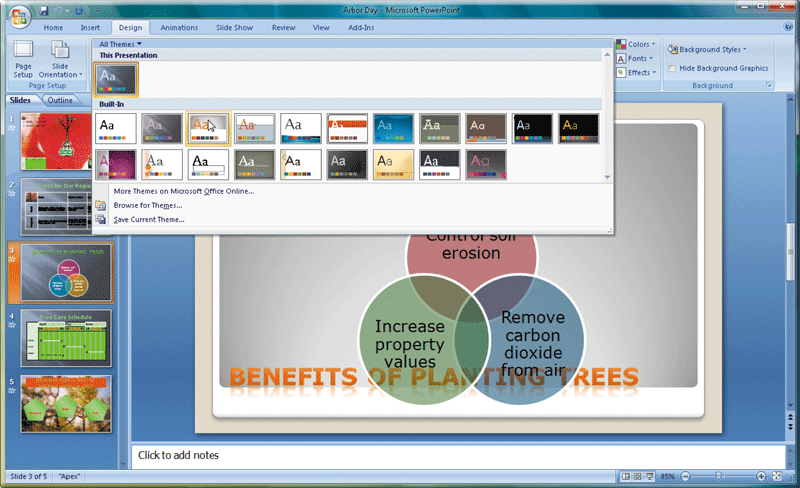 Arbor Day - Microsoft PowerPoint
Home Insert Design Animations Slide Show Review View Add-Ins
All Themes
This Presentation
Aa
Built-In
Aa Aa Aa Aa Aa Aa Aa Aa Aa Aa Aa
Aa Aa Aa Aa Aa Aa Aa Aa Aa
More Themes on Microsoft Office Online...
Browse for Themes...
Save Current Theme...
Page Setup
Slide Orientation
Page Setup
Colors
Fonts
Effects
Background Styles
Hide Background Graphics
Background
Slides Outline
1
2
3
BENEFITS OF PLANTING TREES
4
Tree Care Schedule
5
Control soil
erosion
Increase
property
values
Remove
carbon
dioxide
from air
BENEFITS OF PLANTING TREES
Click to add notes
Slide 3 of 5 "Apex" 85%